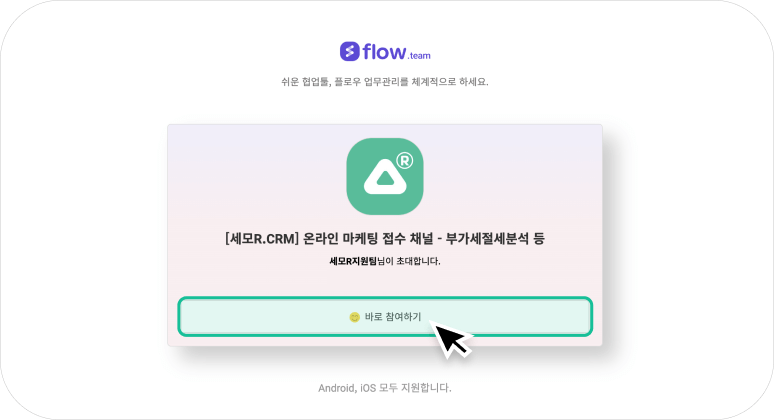 flow.team
쉬운 협업툴, 플로우 업무관리를 체계적으로 하세요.
®
[세모R.CRM] 온라인 마케팅 접수 채널 - 부가세절세분석 등
세모R지원팀님이 초대합니다.
바로 참여하기
Android, iOS 모두 지원합니다.